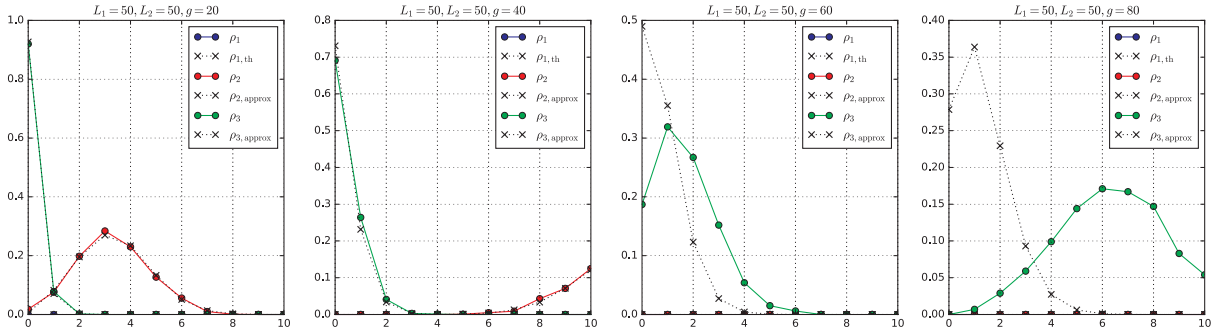 L₁ = 50, L₂ = 50, g = 20
1.0
0.8
0.6
0.4
0.2
0.0
0 2 4 6 8 10
ρ₁
ρ₁,th
ρ₂
ρ₂,approx
ρ₃
ρ₃,approx
L₁ = 50, L₂ = 50, g = 40
0.8
0.7
0.6
0.5
0.4
0.3
0.2
0.1
0.0
0 2 4 6 8 10
ρ₁
ρ₁,th
ρ₂
ρ₂,approx
ρ₃
ρ₃,approx
L₁ = 50, L₂ = 50, g = 60
0.5
0.4
0.3
0.2
0.1
0.0
0 2 4 6 8 10
ρ₁
ρ₁,th
ρ₂
ρ₂,approx
ρ₃
ρ₃,approx
L₁ = 50, L₂ = 50, g = 80
0.40
0.35
0.30
0.25
0.20
0.15
0.10
0.05
0.00
0 2 4 6 8 10
ρ₁
ρ₁,th
ρ₂
ρ₂,approx
ρ₃
ρ₃,approx